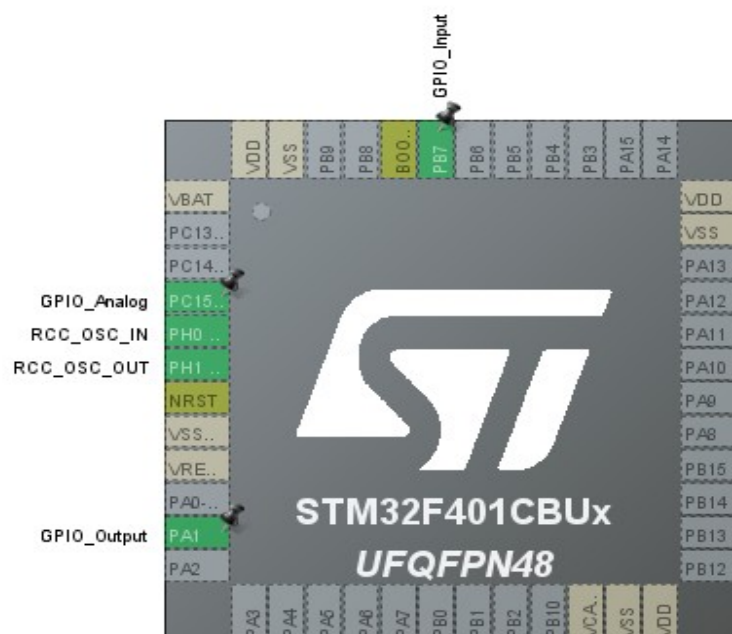 GPIO_Input
VDD
VSS
PB9
PB8
BOO..
PB7
PB6
PB5
PB4
PB3
PA15
PA14
VBAT
PC13..
PC14..
GPIO_Analog PC15..
RCC_OSC_IN PH0 ..
RCC_OSC_OUT PH1 ..
NRST
VSS..
VRE..
PA0-..
GPIO_Output PA1
PA2
VDD
VSS
PA13
PA12
PA11
PA10
PA9
PA8
PB15
PB14
PB13
PB12
STM32F401CBUx
UFQFPN48
PA3
PA4
PA5
PA6
PA7
PB0
PB1
PB2
PB10
VCA..
VSS
VDD